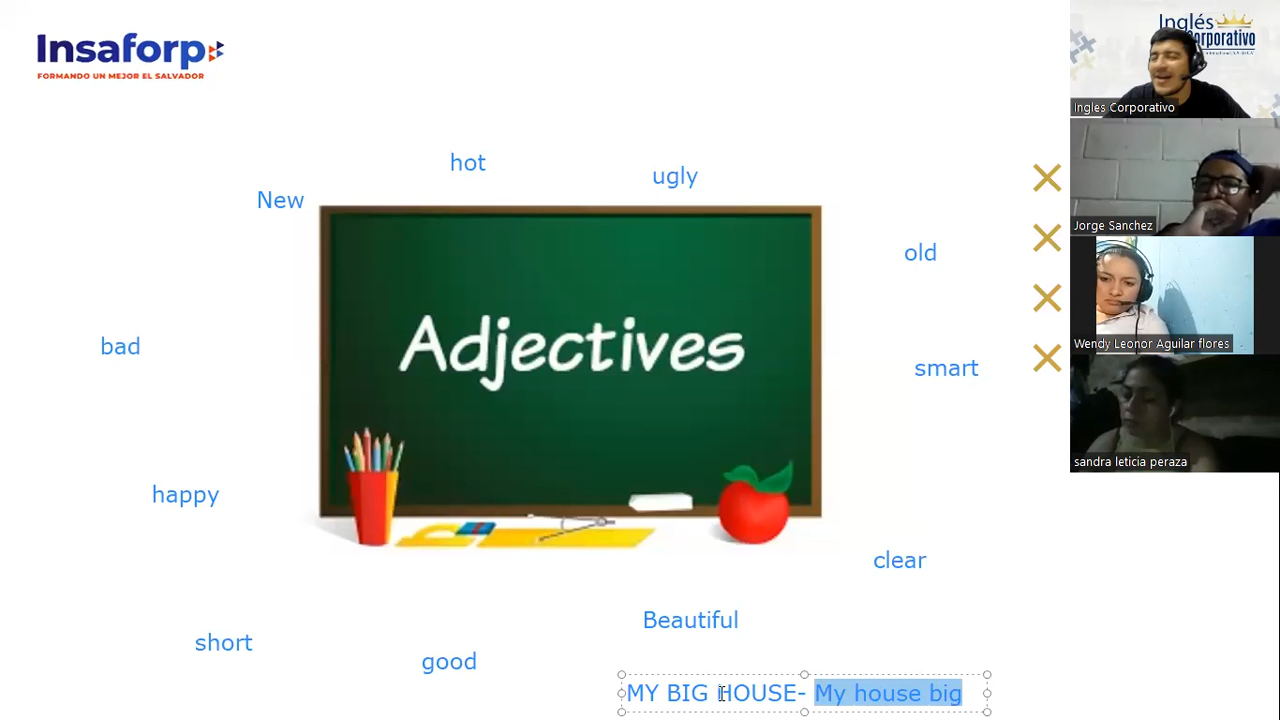 Insaforp
FORMANDO UN MEJOR EL SALVADOR
Inglés
Corporativo
Ingles Corporativo
hot
ugly
New
Jorge Sanchez
old
Adjectives
bad
Wendy Leonor Aguilar flores
smart
sandra leticia peraza
happy
clear
Beautiful
short
good
MY BIG HOUSE- My house big